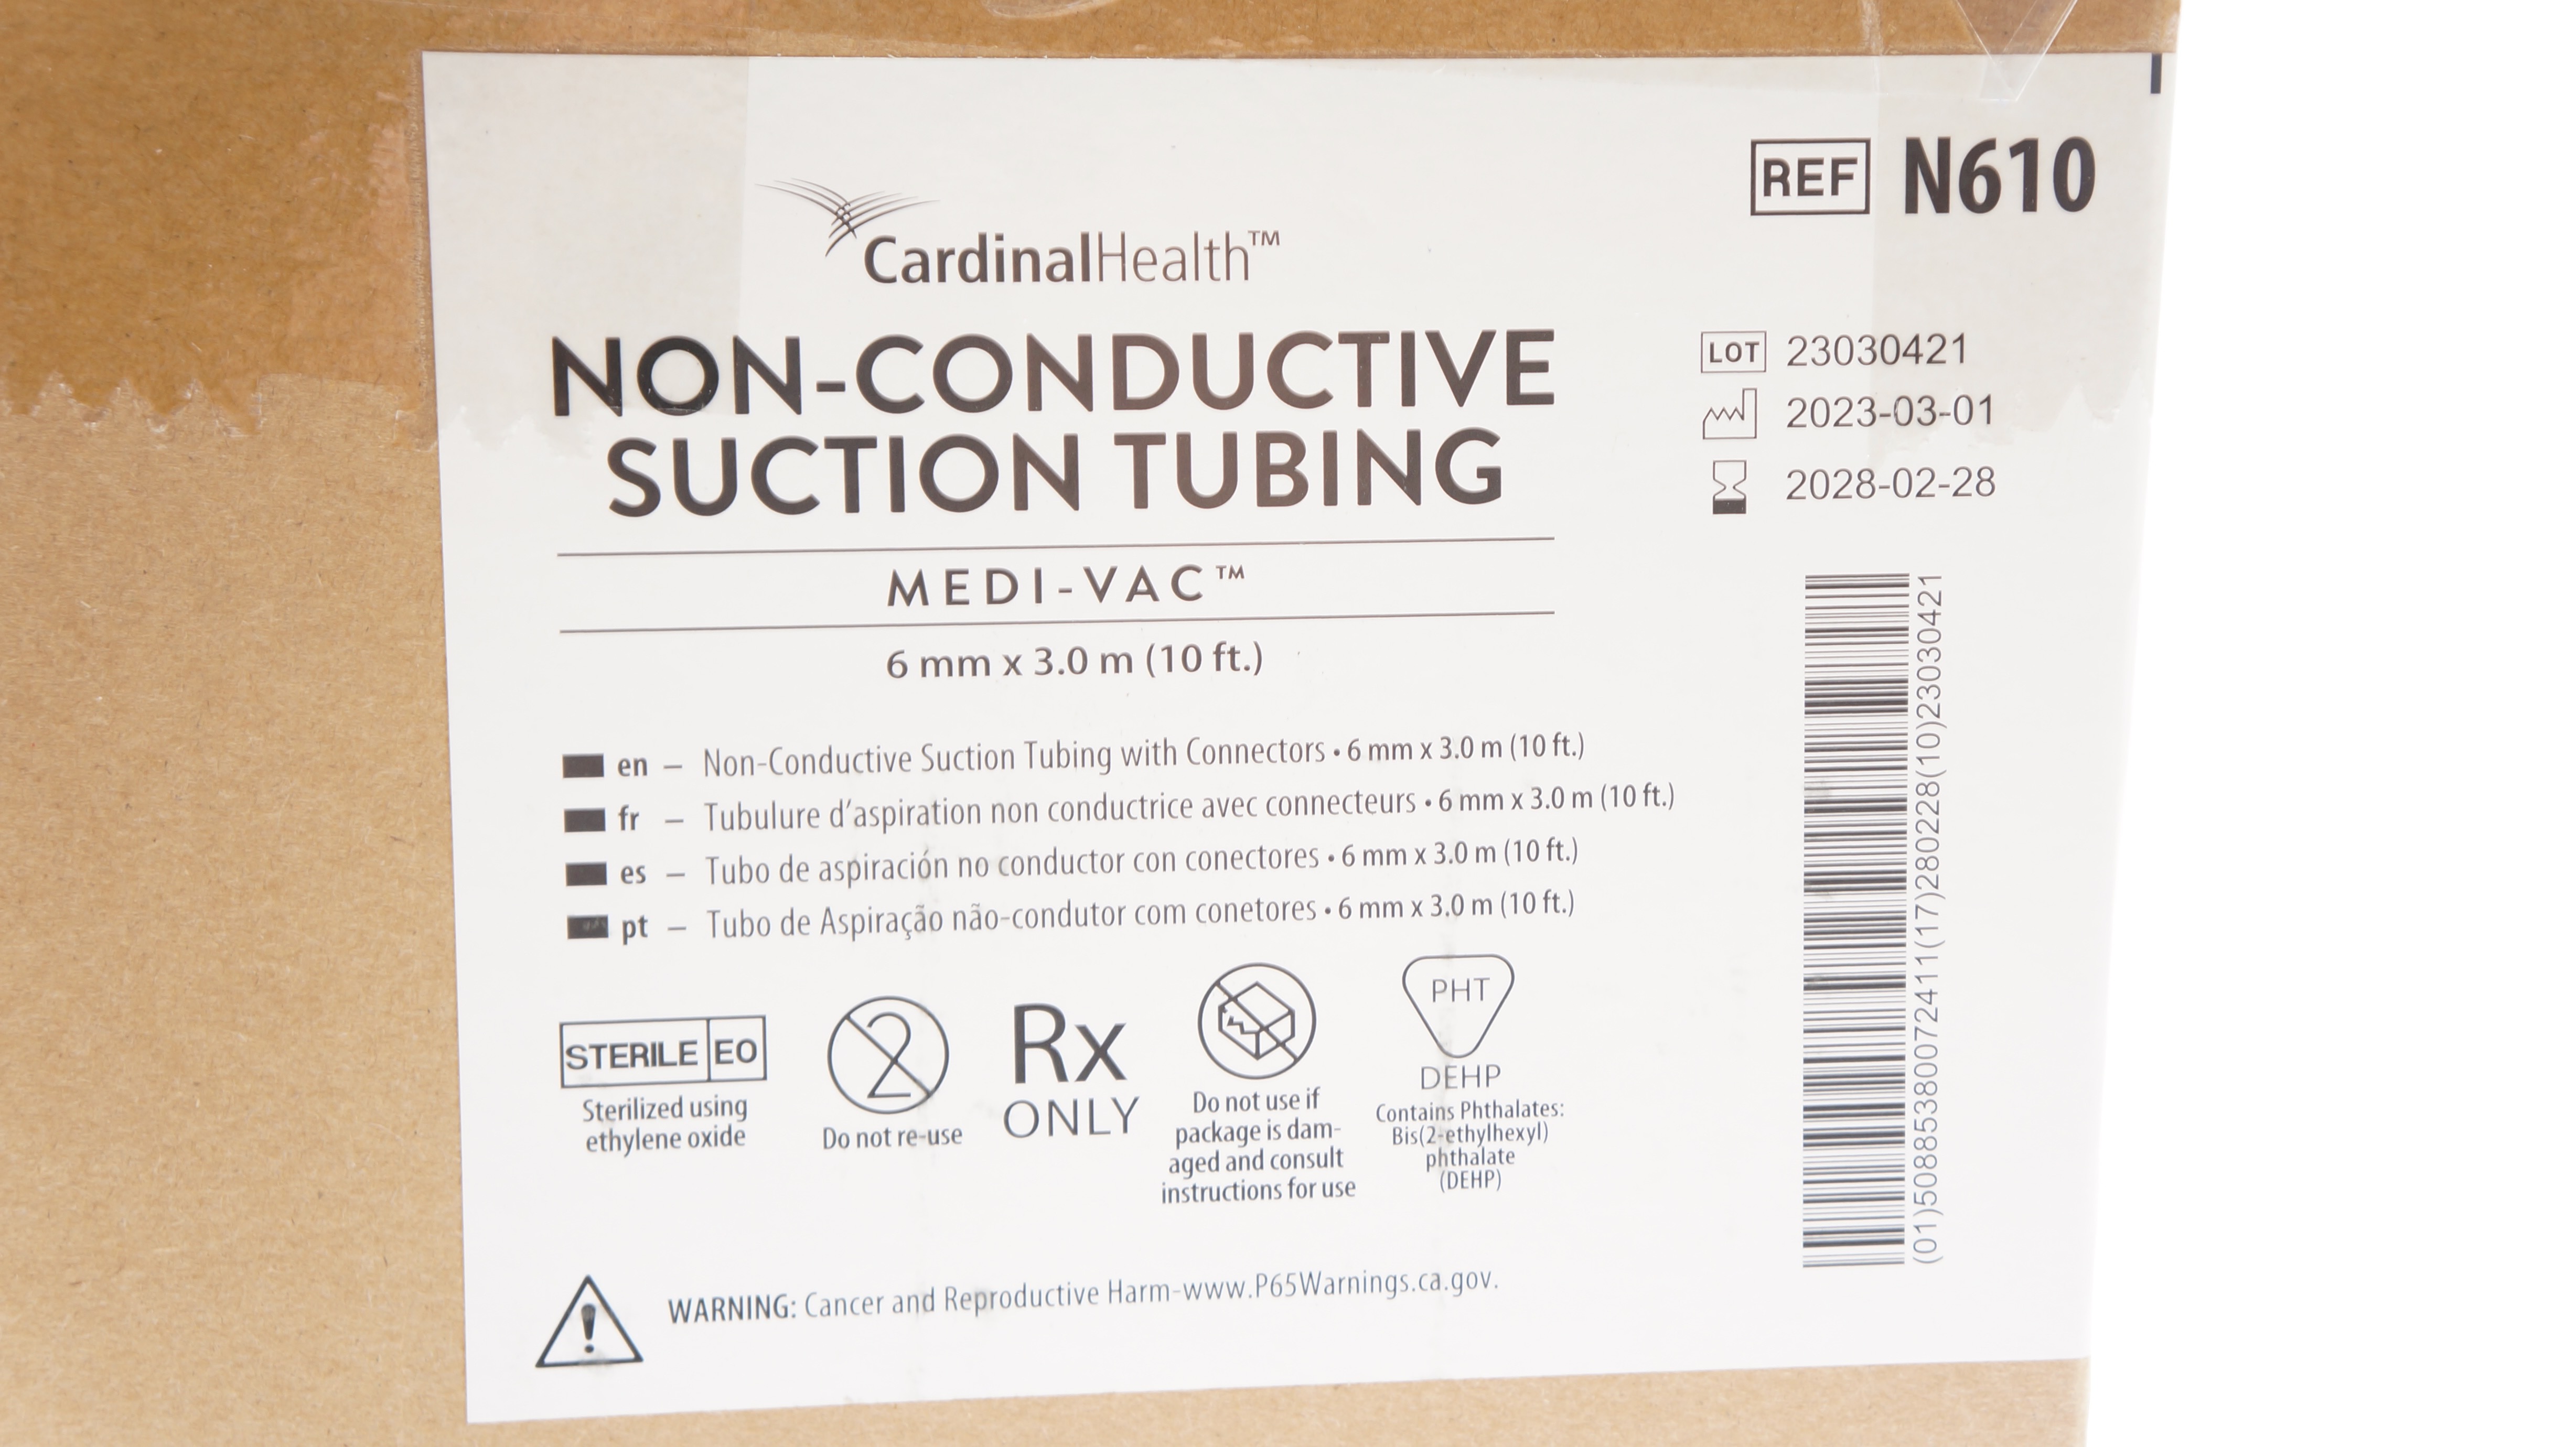 CardinalHealth™
REF N610
NON-CONDUCTIVE
SUCTION TUBING
MEDI-VAC™
6 mm x 3.0 m (10 ft.)
LOT 23030421
2023-03-01
2028-02-28
en – Non-Conductive Suction Tubing with Connectors • 6 mm x 3.0 m (10 ft.)
fr – Tubulure d'aspiration non conductrice avec connecteurs • 6 mm x 3.0 m (10 ft.)
es – Tubo de aspiración no conductor con conectores • 6 mm x 3.0 m (10 ft.)
pt – Tubo de Aspiração não-condutor com conetores • 6 mm x 3.0 m (10 ft.)
STERILE EO
Sterilized using
ethylene oxide
2
Do not re-use
Rx
ONLY
Do not use if
package is dam-
aged and consult
instructions for use
PHT
DEHP
Contains Phthalates:
Bis(2-ethylhexyl)
phthalate
(DEHP)
! WARNING: Cancer and Reproductive Harm-www.P65Warnings.ca.gov.
(01)50885380072411(17)280228(10)23030421